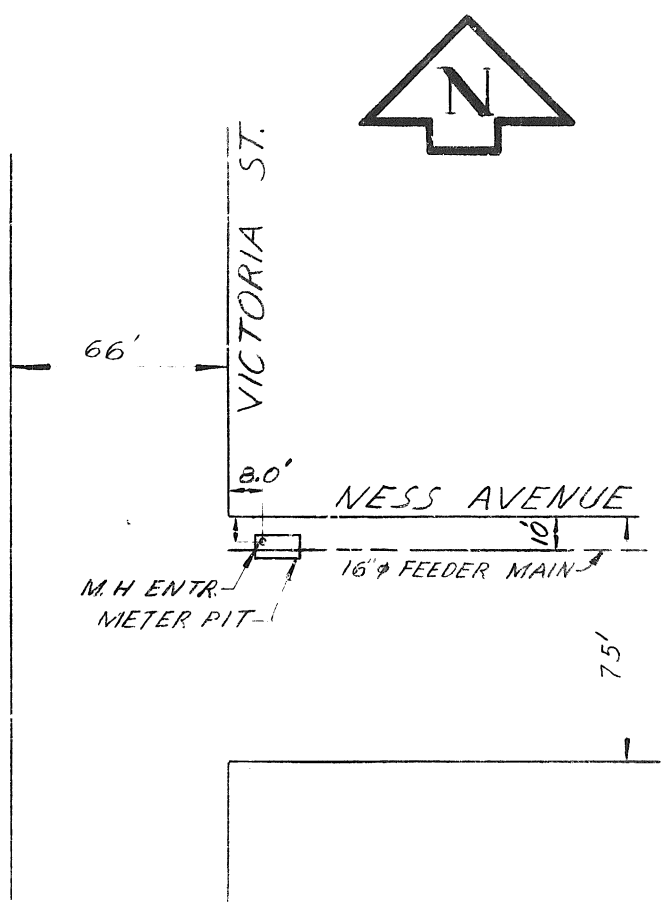 N
VICTORIA ST.
66'
8.0'
NESS AVENUE
10'
16"φ FEEDER MAIN
M.H ENTR.
METER PIT
75'